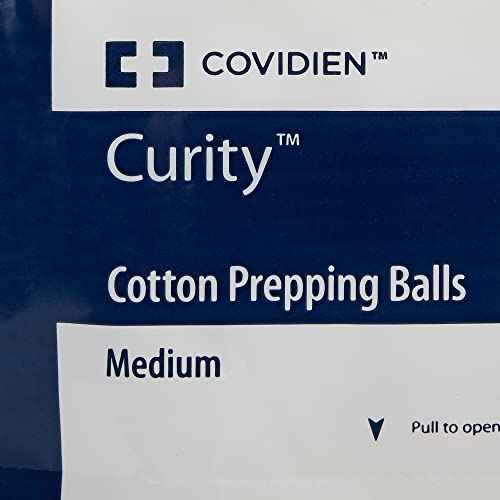 COVIDIEN™
Curity™
Cotton Prepping Balls
Medium
Pull to open